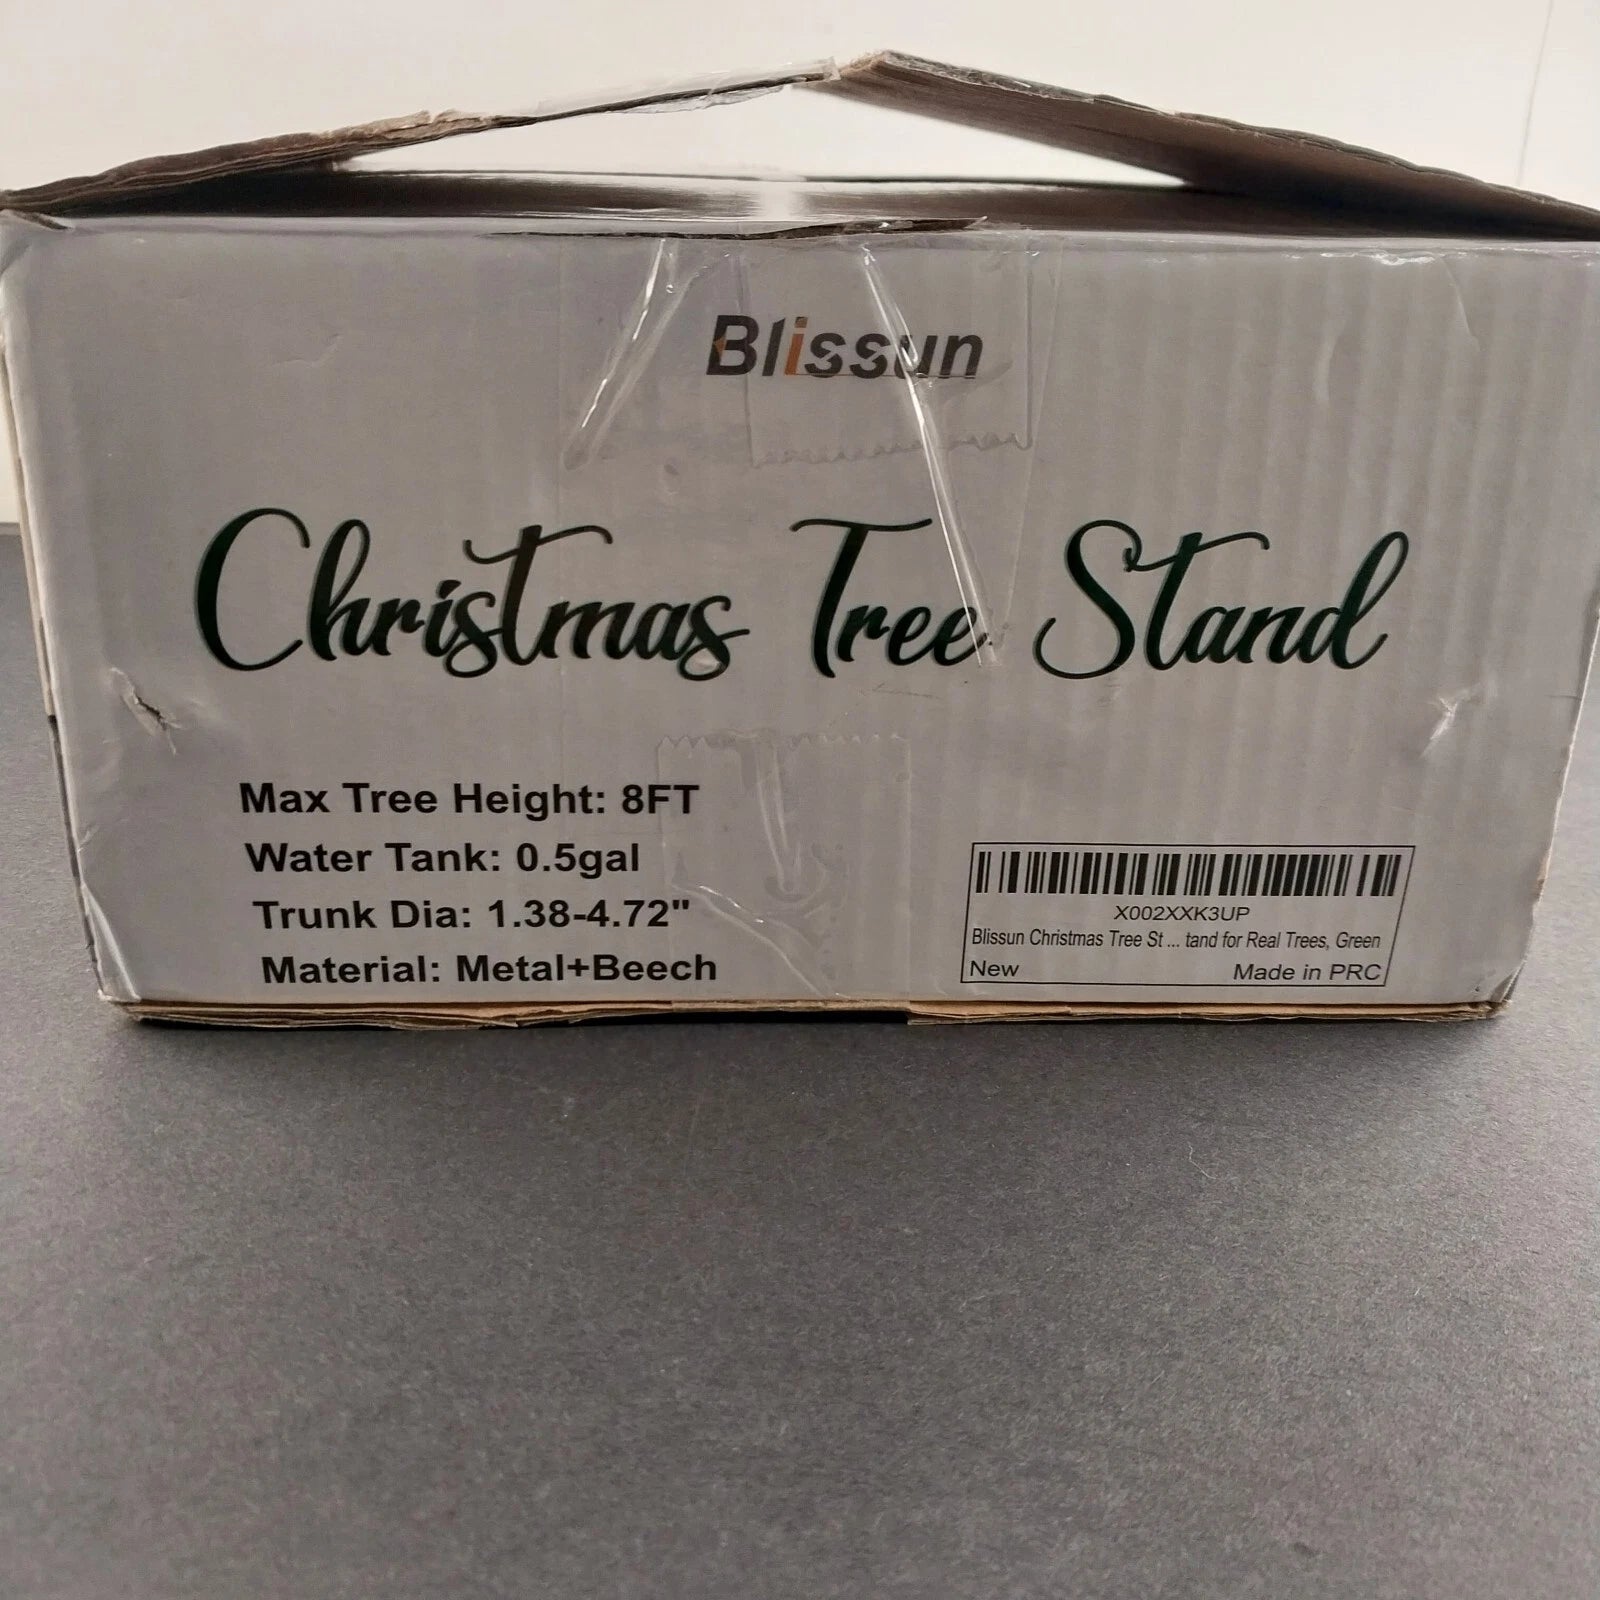 Blissun
Christmas Tree Stand
Max Tree Height: 8FT
Water Tank: 0.5gal
Trunk Dia: 1.38-4.72"
Material: Metal+Beech
X002XXK3UP
Blissun Christmas Tree St ... tand for Real Trees, Green
New Made in PRC